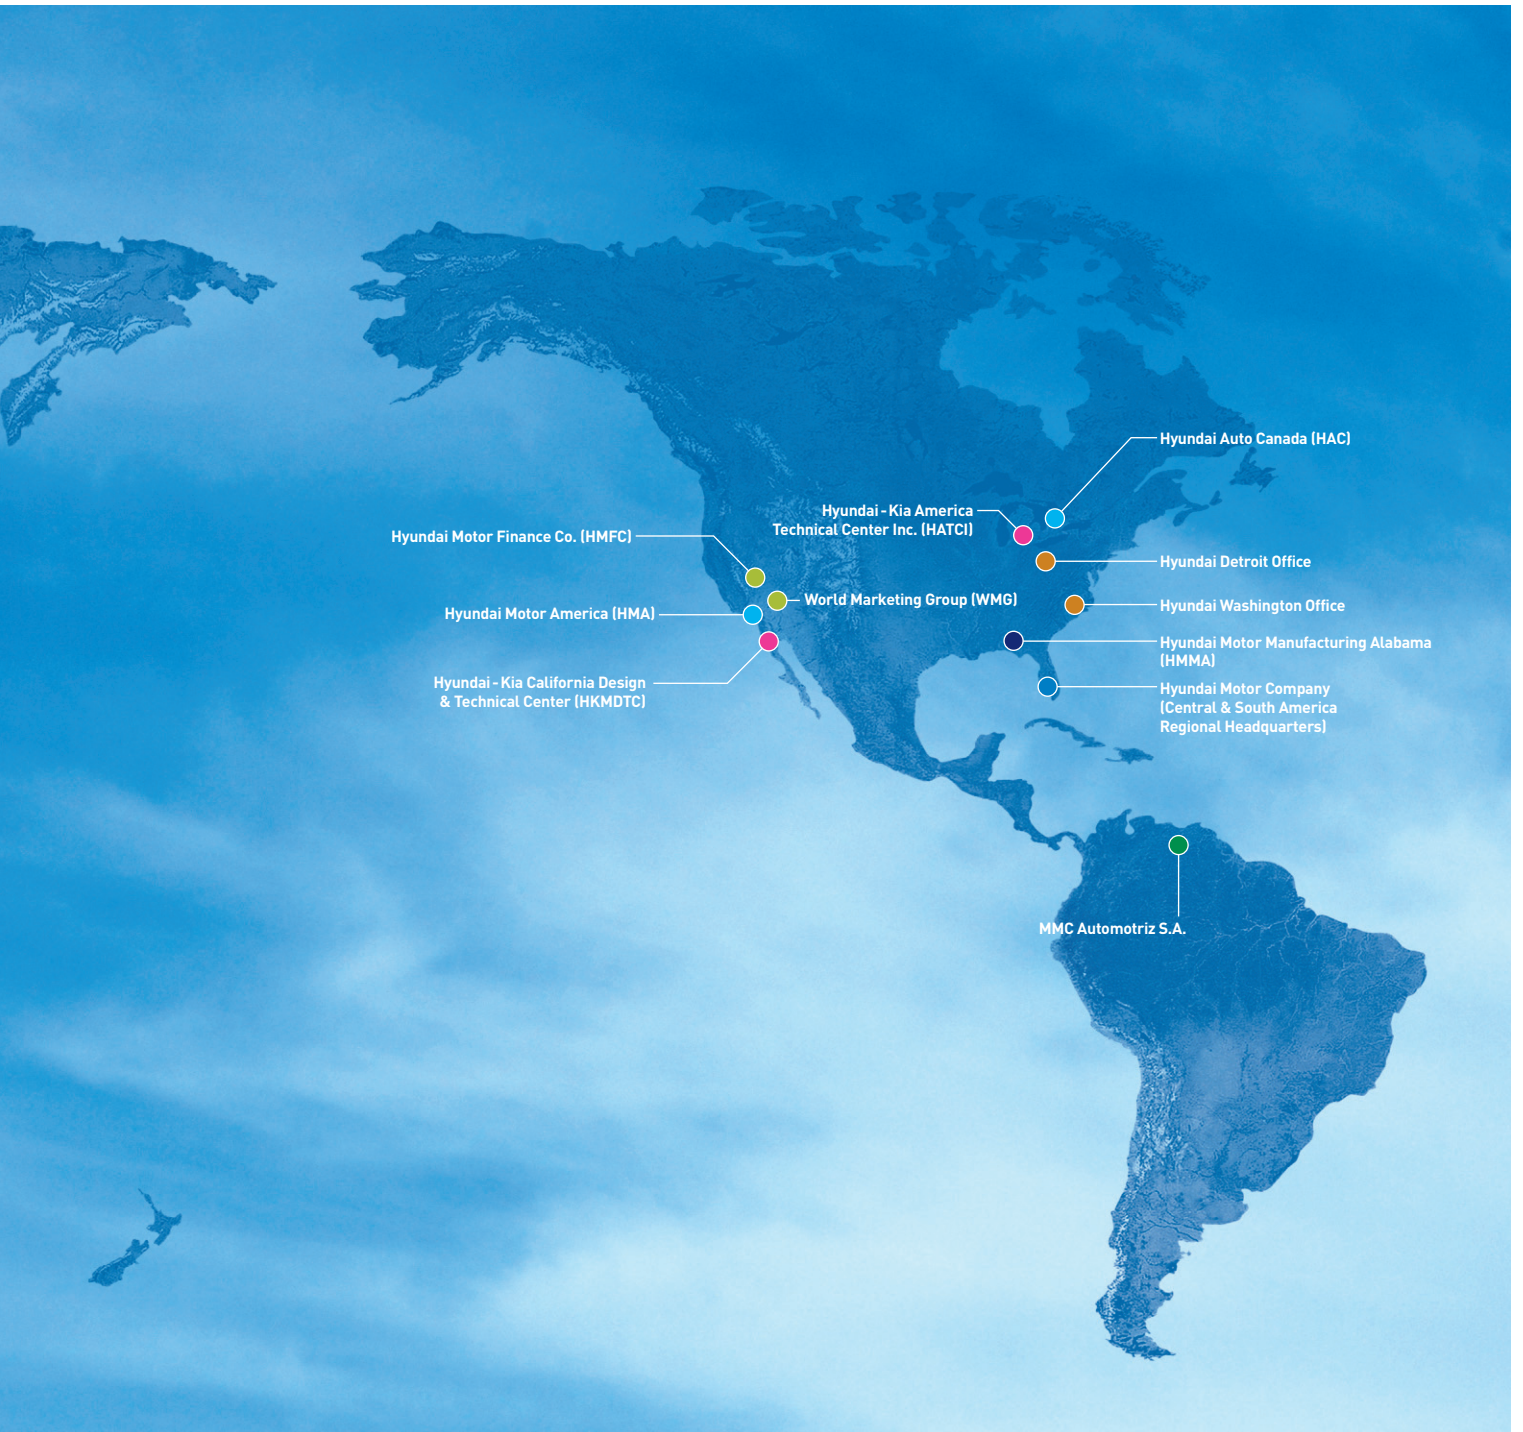 Hyundai Auto Canada (HAC)
Hyundai-Kia America
Technical Center Inc. (HATCI)
Hyundai Motor Finance Co. (HMFC)
Hyundai Detroit Office
World Marketing Group (WMG)
Hyundai Washington Office
Hyundai Motor America (HMA)
Hyundai Motor Manufacturing Alabama
(HMMA)
Hyundai-Kia California Design
& Technical Center (HKMDTC)
Hyundai Motor Company
(Central & South America
Regional Headquarters)
MMC Automotriz S.A.